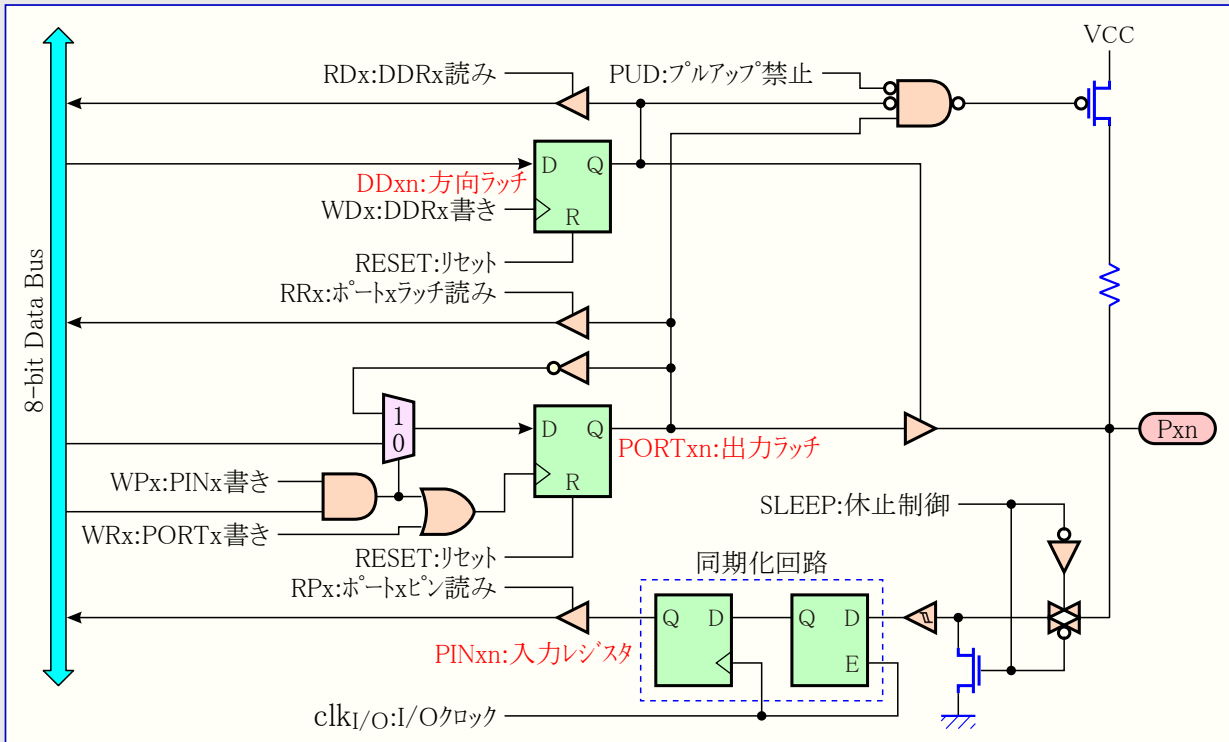 VCC
RDx:DDRx読み
PUD:プルアップ禁止
D Q
DDxn:方向ラッチ
WDx:DDRx書き
R
RESET:リセット
RRx:ポートxラッチ読み
8-bit Data Bus
1
0
D Q
PORTxn:出力ラッチ
Pxn
WPx:PINx書き
R
SLEEP:休止制御
WRx:PORTx書き
RESET:リセット
同期化回路
RPx:ポートxピン読み
Q D
Q D
PINxn:入力レジスタ
E
clkI/O:I/Oクロック